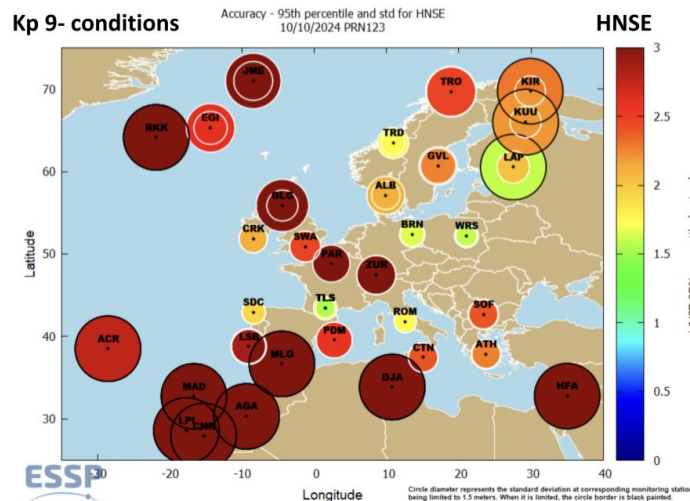 Kp 9- conditions
Accuracy - 95th percentile and std for HNSE
10/10/2024 PRN123
HNSE
70
60
50
40
30
Latitude
JME
RKK
EGI
TRO
KIR
KUU
TRD
GVL
LAP
ALB
GLG
CRK
SWA
BRN
WRS
PAR
ZUR
SDC
TLS
ROM
SOF
LSB
PDM
CTN
ATH
ACR
MLG
MAD
DJA
HFA
AGA
LPI
-30
-20
-10
0
10
20
30
40
Longitude
3
2.5
2
1.5
1
0.5
0
ESSP
Circle diameter represents the standard deviation at corresponding monitoring station
being limited to 1.5 meters. When it is limited, the circle border is black painted.